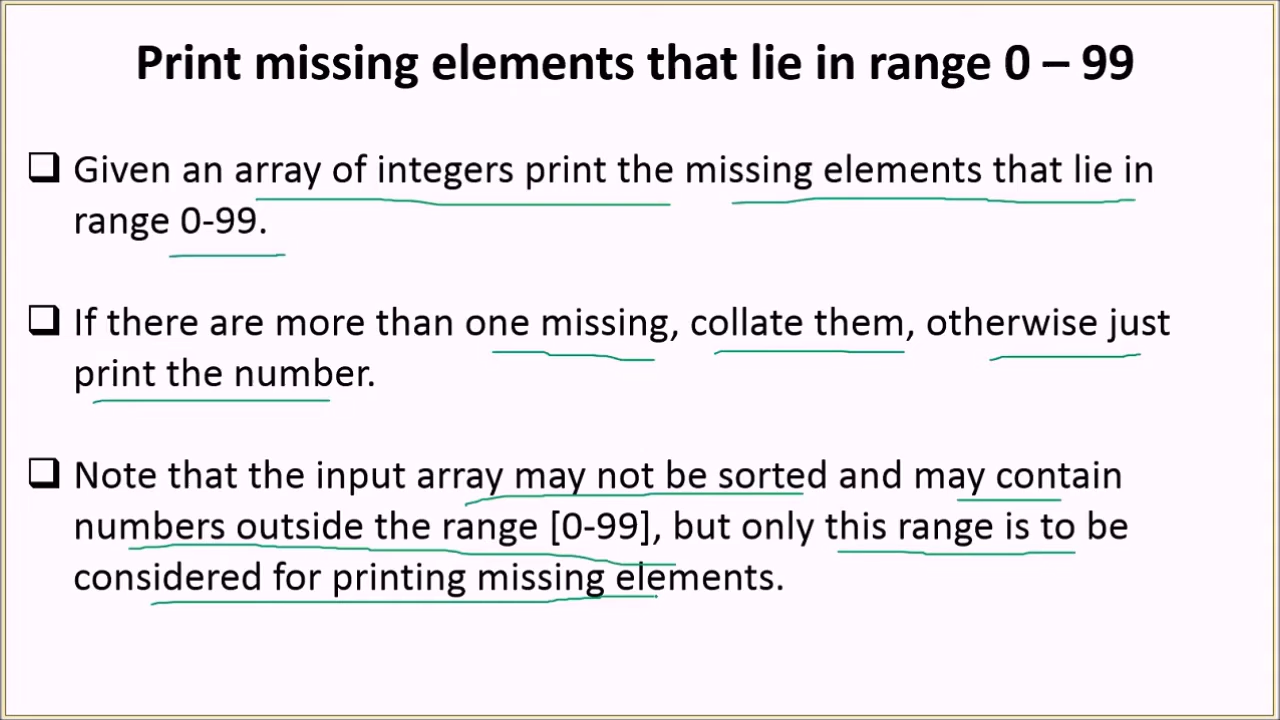 Print missing elements that lie in range 0 – 99
❑ Given an array of integers print the missing elements that lie in
range 0-99.
❑ If there are more than one missing, collate them, otherwise just
print the number.
❑ Note that the input array may not be sorted and may contain
numbers outside the range [0-99], but only this range is to be
considered for printing missing elements.